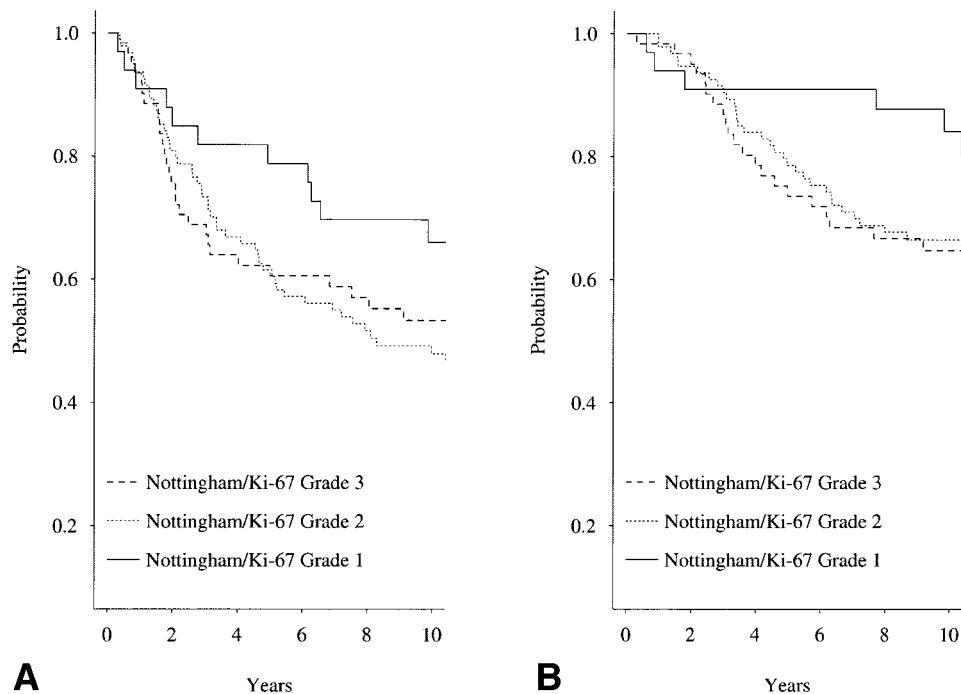 1.0
0.8
0.6
0.4
0.2
Probability
Nottingham/Ki-67 Grade 3
Nottingham/Ki-67 Grade 2
Nottingham/Ki-67 Grade 1
0 2 4 6 8 10
Years
A
1.0
0.8
0.6
0.4
0.2
Probability
Nottingham/Ki-67 Grade 3
Nottingham/Ki-67 Grade 2
Nottingham/Ki-67 Grade 1
0 2 4 6 8 10
Years
B